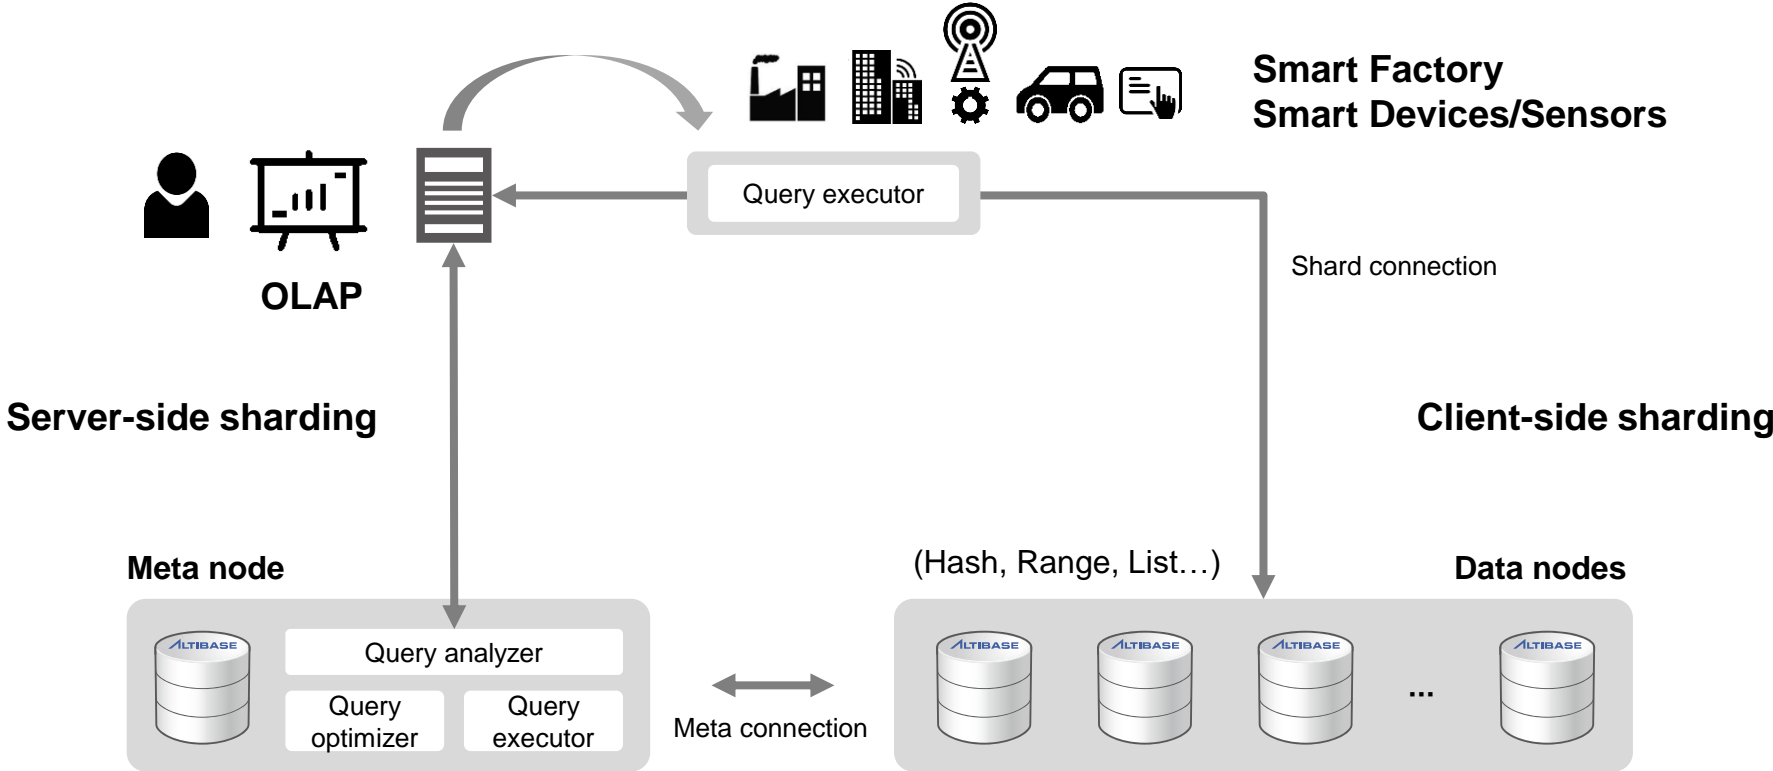 Smart Factory
Smart Devices/Sensors
Query executor
Shard connection
OLAP
Server-side sharding
Client-side sharding
Meta node
(Hash, Range, List…)
Data nodes
ALTIBASE
Query analyzer
Query
optimizer
Query
executor
Meta connection
ALTIBASE
ALTIBASE
ALTIBASE
...
ALTIBASE